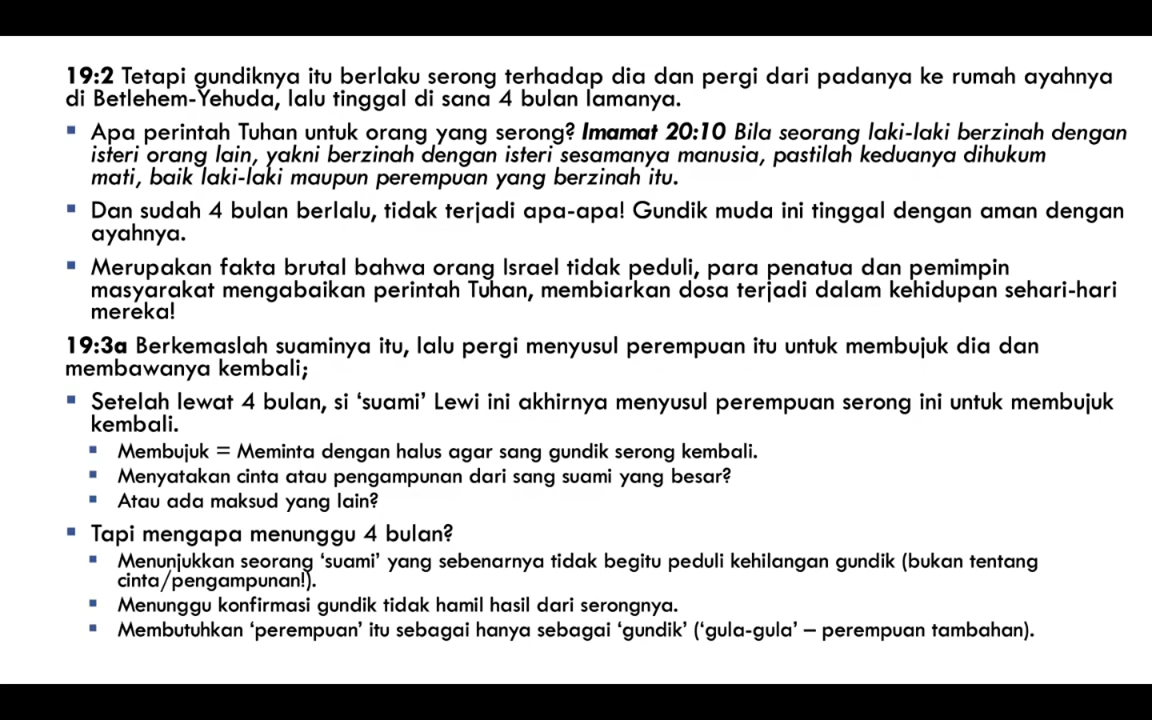 19:2 Tetapi gundiknya itu berlaku serong terhadap dia dan pergi dari padanya ke rumah ayahnya
di Betlehem-Yehuda, lalu tinggal di sana 4 bulan lamanya.
▪ Apa perintah Tuhan untuk orang yang serong? Imamat 20:10 Bila seorang laki-laki berzinah dengan
isteri orang lain, yakni berzinah dengan isteri sesamanya manusia, pastilah keduanya dihukum
mati, baik laki-laki maupun perempuan yang berzinah itu.
▪ Dan sudah 4 bulan berlalu, tidak terjadi apa-apa! Gundik muda ini tinggal dengan aman dengan
ayahnya.
▪ Merupakan fakta brutal bahwa orang Israel tidak peduli, para penatua dan pemimpin
masyarakat mengabaikan perintah Tuhan, membiarkan dosa terjadi dalam kehidupan sehari-hari
mereka!
19:3a Berkemaslah suaminya itu, lalu pergi menyusul perempuan itu untuk membujuk dia dan
membawanya kembali;
▪ Setelah lewat 4 bulan, si ‘suami’ Lewi ini akhirnya menyusul perempuan serong ini untuk membujuk
kembali.
▪ Membujuk = Meminta dengan halus agar sang gundik serong kembali.
▪ Menyatakan cinta atau pengampunan dari sang suami yang besar?
▪ Atau ada maksud yang lain?
▪ Tapi mengapa menunggu 4 bulan?
▪ Menunjukkan seorang ‘suami’ yang sebenarnya tidak begitu peduli kehilangan gundik (bukan tentang
cinta/pengampunan!).
▪ Menunggu konfirmasi gundik tidak hamil hasil dari serongnya.
▪ Membutuhkan ‘perempuan’ itu sebagai hanya sebagai ‘gundik’ (‘gula-gula’ – perempuan tambahan).